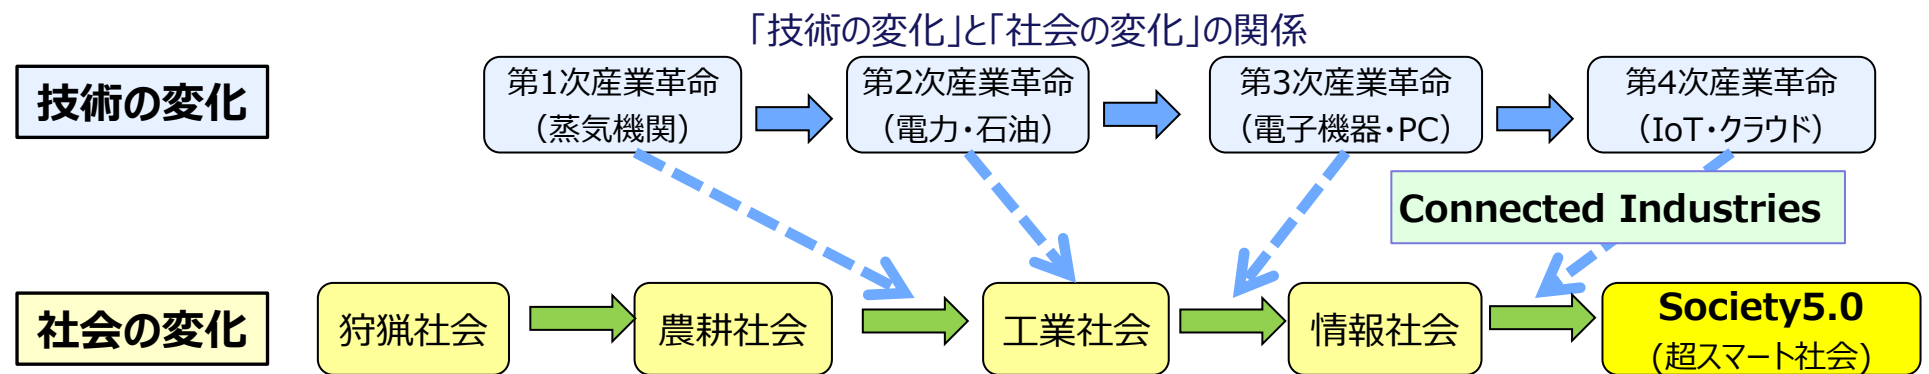 「技術の変化」と「社会の変化」の関係
技術の変化
第1次産業革命
（蒸気機関）
第2次産業革命
（電力・石油）
第3次産業革命
（電子機器・PC）
第4次産業革命
（IoT・クラウド）
Connected Industries
社会の変化
狩猟社会
農耕社会
工業社会
情報社会
Society5.0
（超スマート社会）